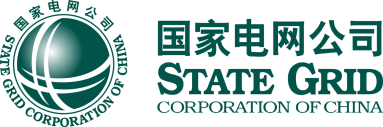 国家电网公司
STATE GRID CORPORATION OF CHINA
国家电网公司
STATE GRID
CORPORATION OF CHINA